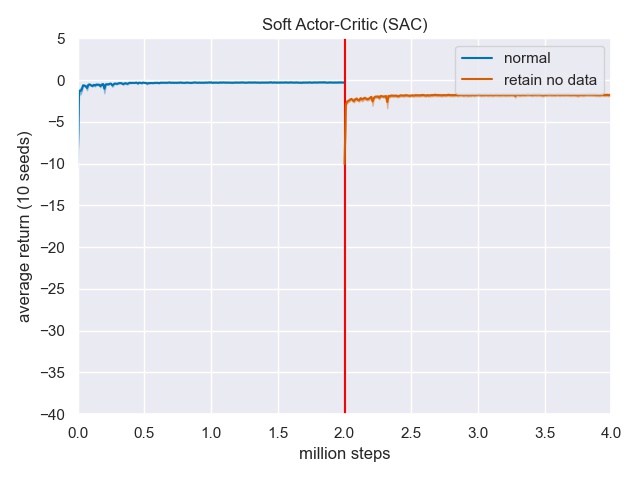 Soft Actor-Critic (SAC)
normal
retain no data
average return (10 seeds)
5
0
−5
−10
−15
−20
−25
−30
−35
−40
0.0 0.5 1.0 1.5 2.0 2.5 3.0 3.5 4.0
million steps